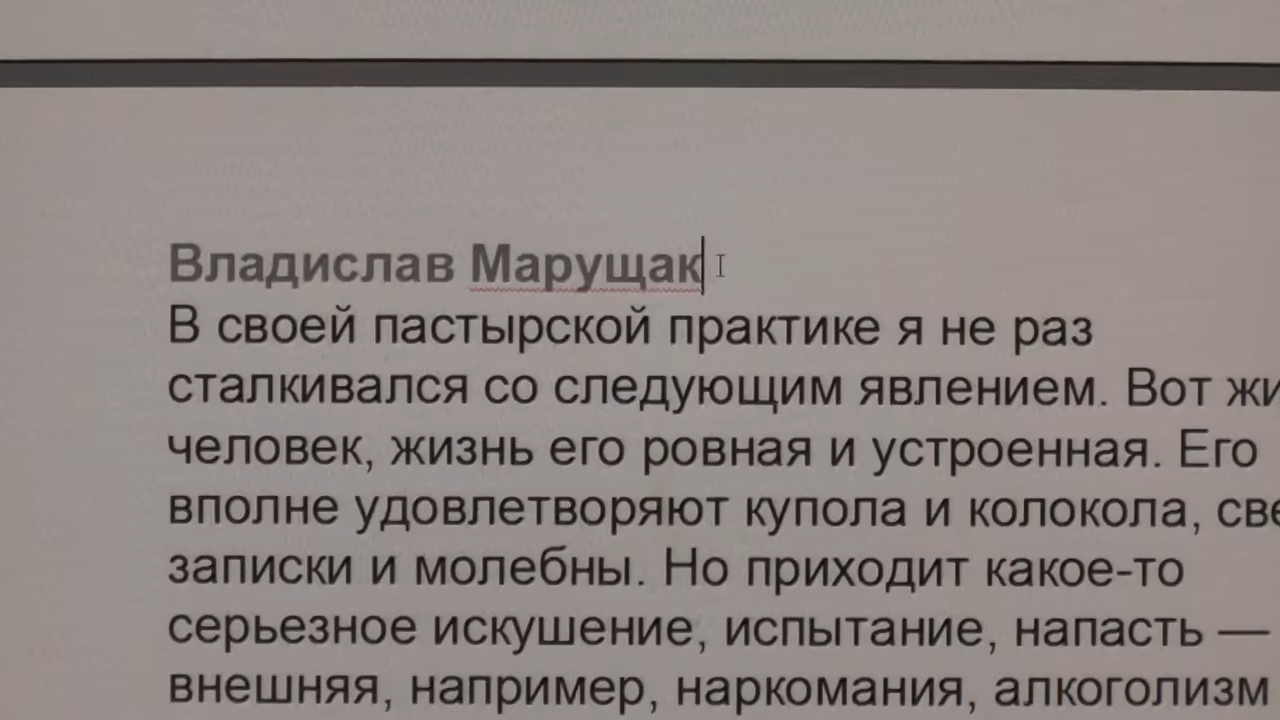 Владислав Марущак
В своей пастырской практике я не раз
сталкивался со следующим явлением. Вот
человек, жизнь его ровная и устроенная. Его
вполне удовлетворяют купола и колокола,
записки и молебны. Но приходит какое-то
серьезное искушение, испытание, напасть —
внешняя, например, наркомания, алкоголизм